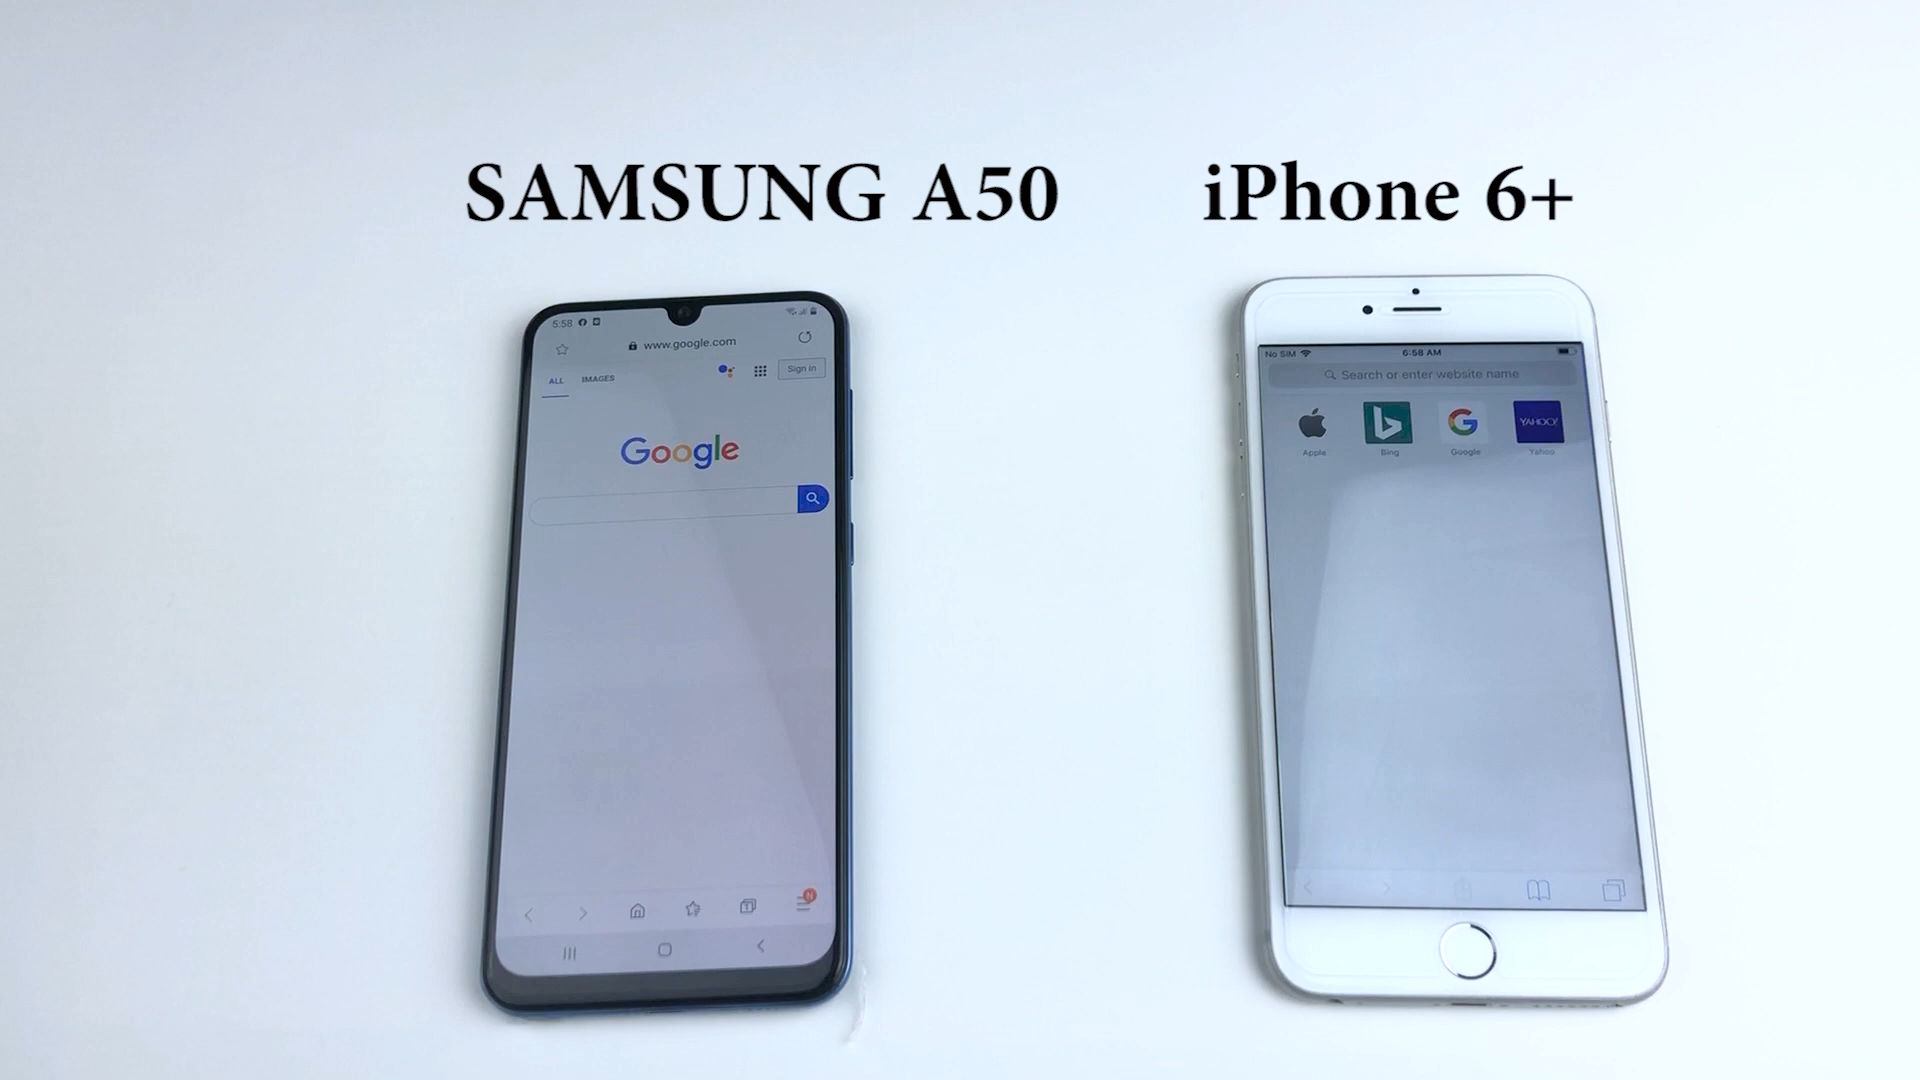 SAMSUNG A50
iPhone 6+
5:58
www.google.com
ALL IMAGES
Sign in
Google
N
No SIM
6:58 AM
Search or enter website name
YAHOO!
Apple Bing Google Yahoo